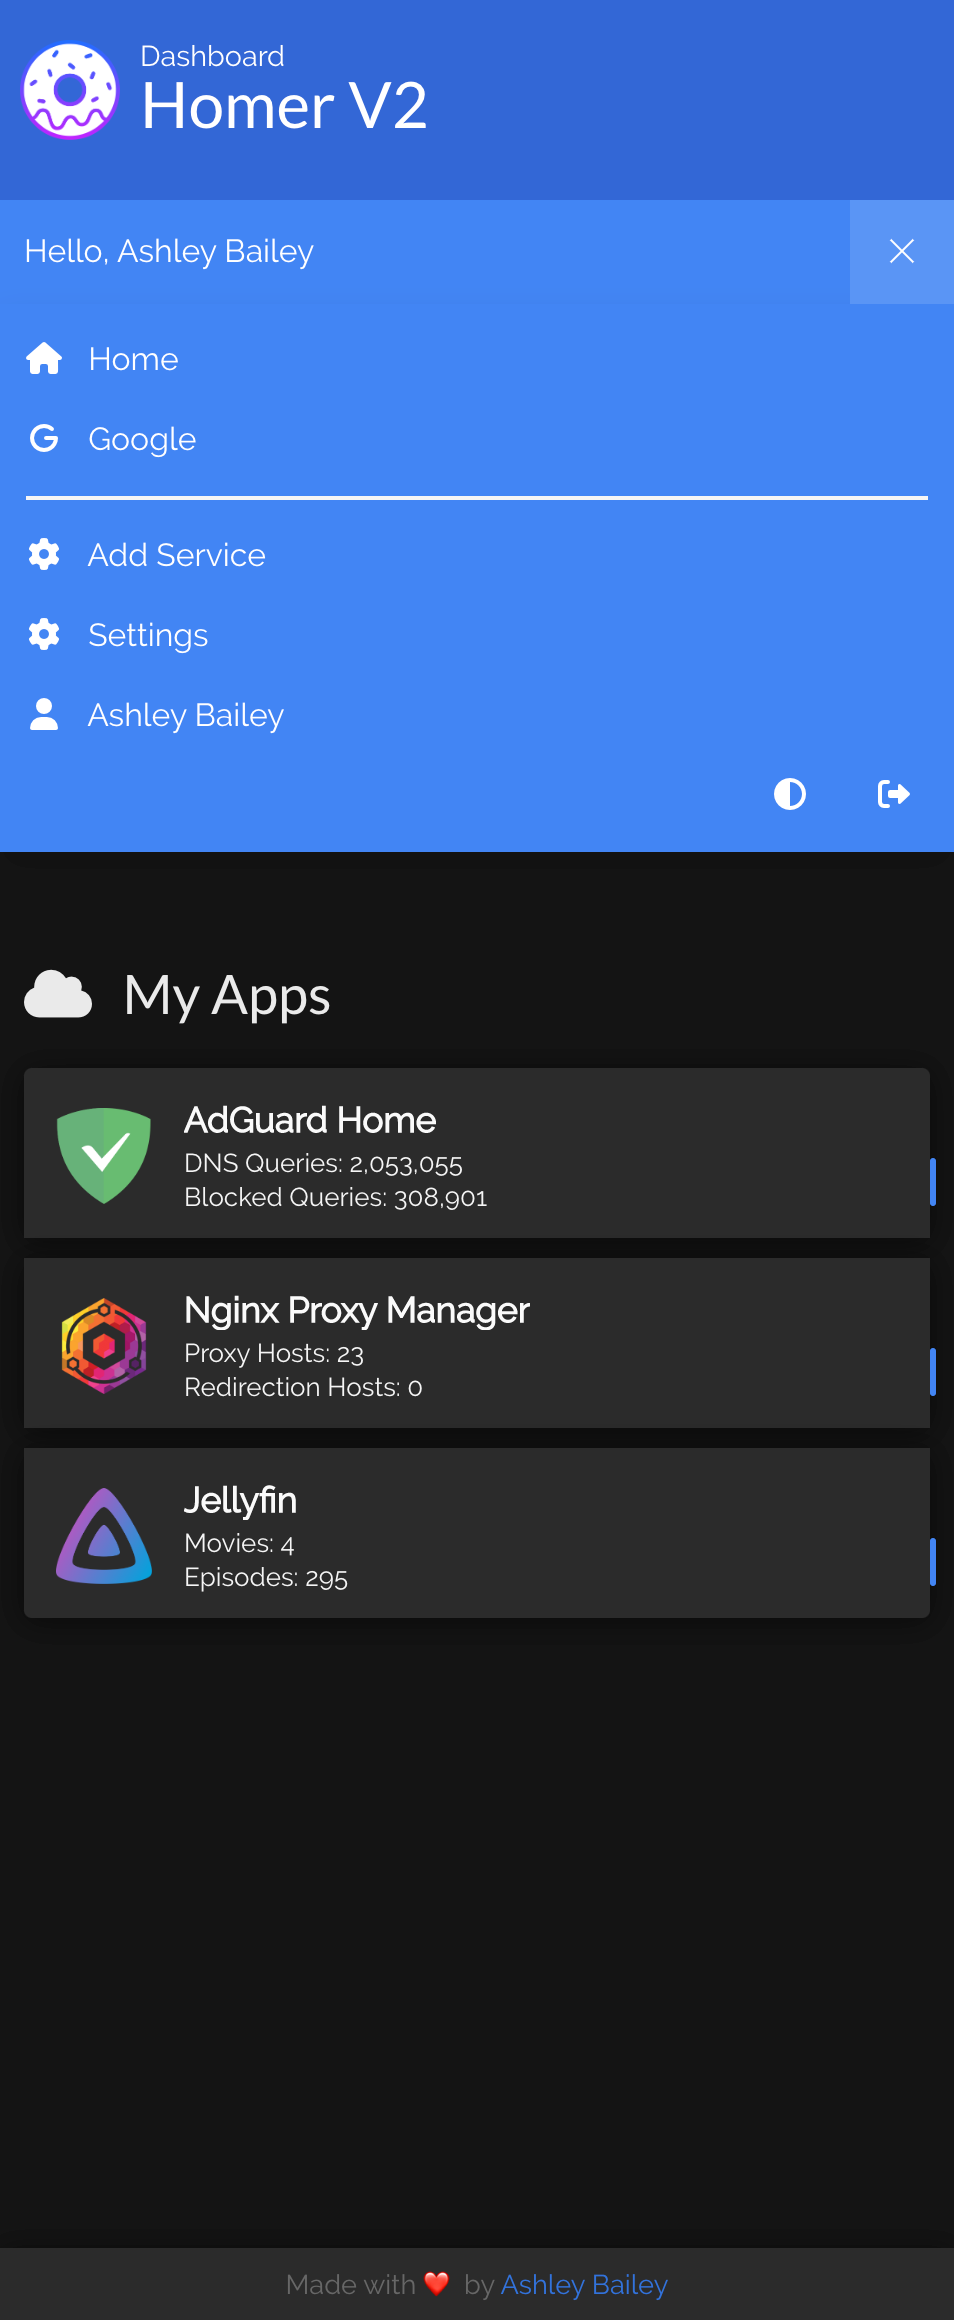 Dashboard
Homer V2
Hello, Ashley Bailey
Home
Google
Add Service
Settings
Ashley Bailey
My Apps
AdGuard Home
DNS Queries: 2,053,055
Blocked Queries: 308,901
Nginx Proxy Manager
Proxy Hosts: 23
Redirection Hosts: 0
Jellyfin
Movies: 4
Episodes: 295
Made with ❤️ by Ashley Bailey